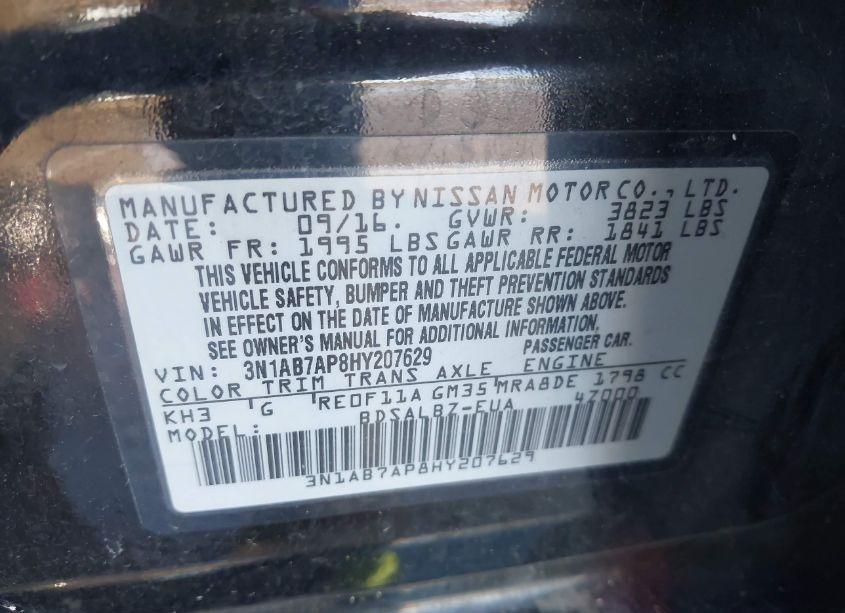 MANUFACTURED BY NISSAN MOTOR CO., LTD.
DATE: 09/16. GVWR: 3823 LBS
GAWR FR: 1995 LBS GAWR RR: 1841 LBS
THIS VEHICLE CONFORMS TO ALL APPLICABLE FEDERAL MOTOR
VEHICLE SAFETY, BUMPER AND THEFT PREVENTION STANDARDS
IN EFFECT ON THE DATE OF MANUFACTURE SHOWN ABOVE.
SEE OWNER'S MANUAL FOR ADDITIONAL INFORMATION.
VIN: 3N1AB7AP8HY207629 PASSENGER CAR.
COLOR TRIM TRANS AXLE ENGINE
KH3 G RE0F11A GM35 MRA8DE 1798 CC
MODEL: BDSALBZ-EUA 47000
3N1AB7AP8HY207629